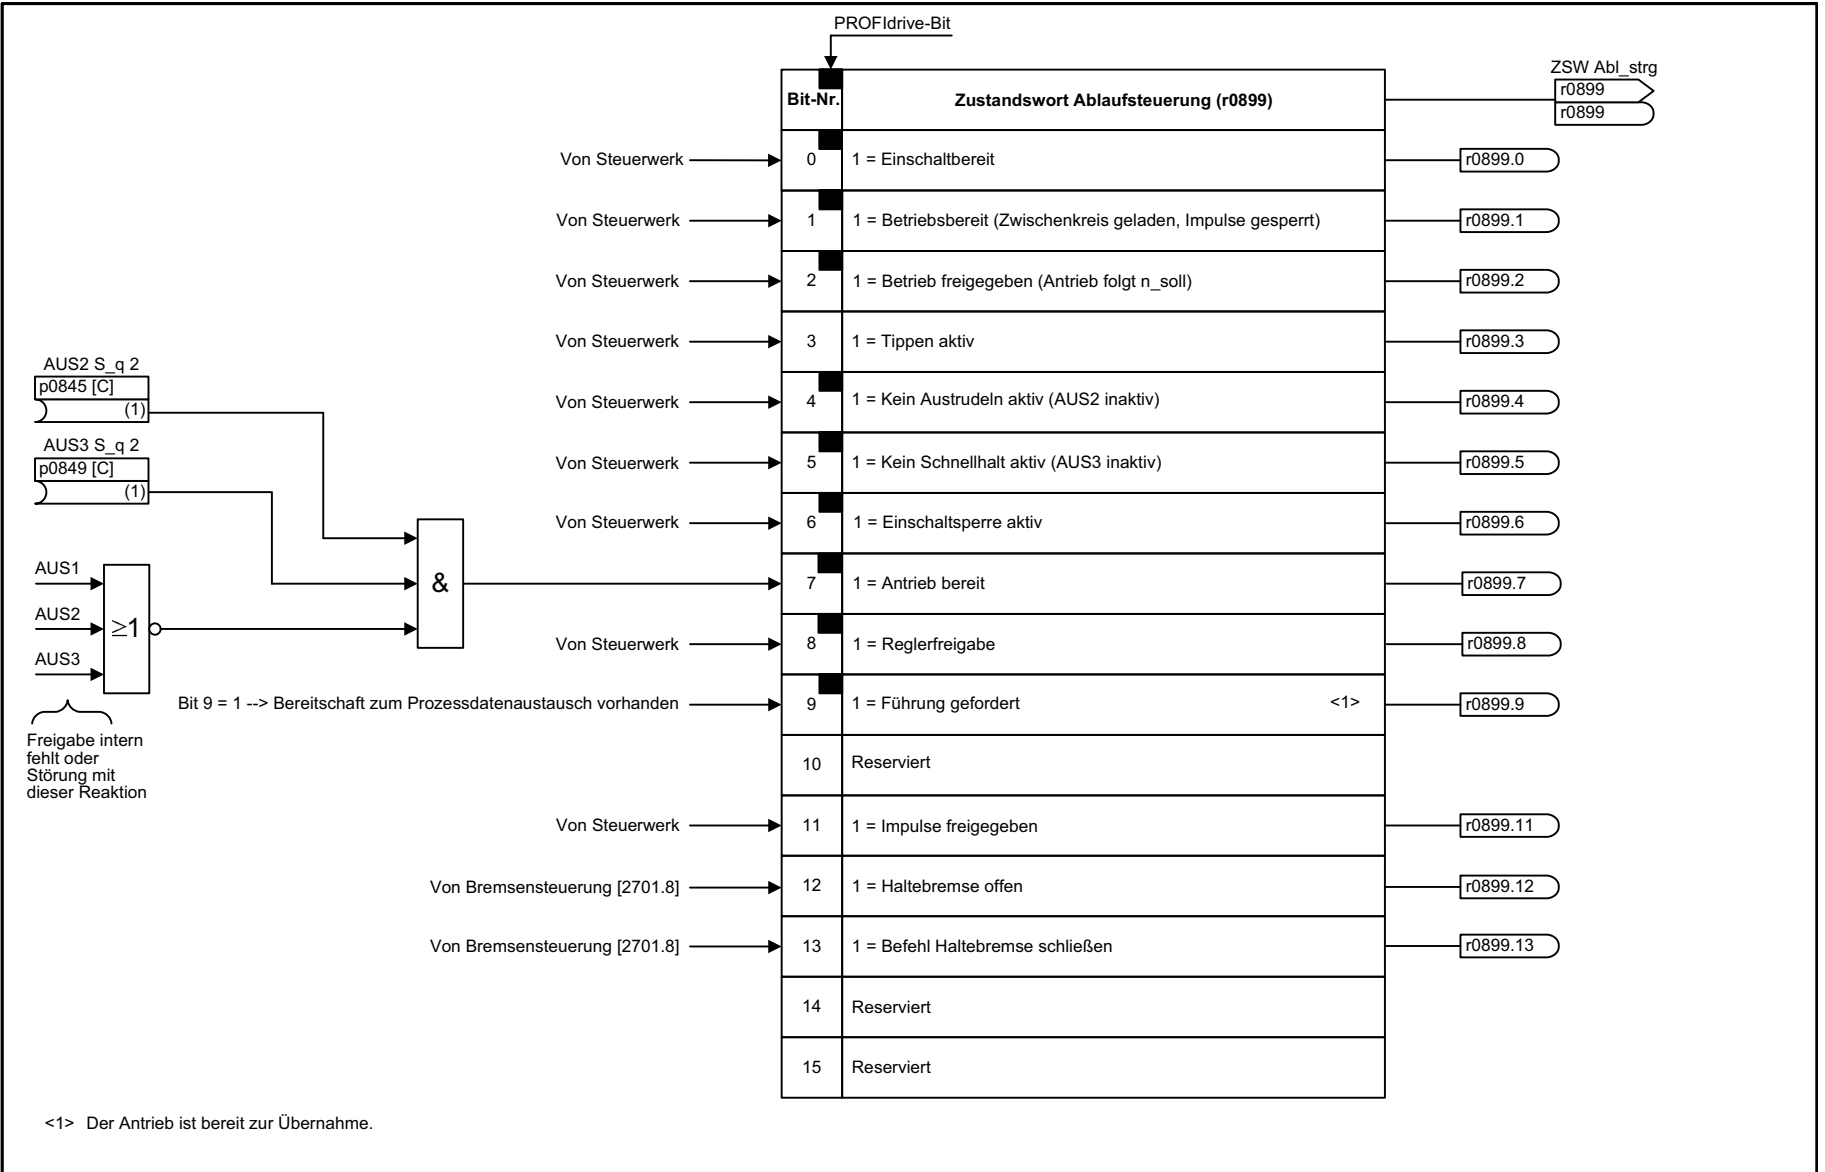 PROFIdrive-Bit
ZSW Abl_strg
r0899
r0899
Bit-Nr.
Zustandswort Ablaufsteuerung (r0899)
Von Steuerwerk
0
1 = Einschaltbereit
r0899.0
Von Steuerwerk
1
1 = Betriebsbereit (Zwischenkreis geladen, Impulse gesperrt)
r0899.1
Von Steuerwerk
2
1 = Betrieb freigegeben (Antrieb folgt n_soll)
r0899.2
Von Steuerwerk
3
1 = Tippen aktiv
r0899.3
AUS2 S_q 2
p0845 [C]
(1)
Von Steuerwerk
4
1 = Kein Austrudeln aktiv (AUS2 inaktiv)
r0899.4
AUS3 S_q 2
p0849 [C]
(1)
Von Steuerwerk
5
1 = Kein Schnellhalt aktiv (AUS3 inaktiv)
r0899.5
Von Steuerwerk
6
1 = Einschaltsperre aktiv
r0899.6
AUS1
AUS2
AUS3
≥1
&
7
1 = Antrieb bereit
r0899.7
Von Steuerwerk
8
1 = Reglerfreigabe
r0899.8
Bit 9 = 1 --> Bereitschaft zum Prozessdatenaustausch vorhanden
9
1 = Führung gefordert
<1>
r0899.9
Freigabe intern
fehlt oder
Störung mit
dieser Reaktion
10
Reserviert
Von Steuerwerk
11
1 = Impulse freigegeben
r0899.11
Von Bremsensteuerung [2701.8]
12
1 = Haltebremse offen
r0899.12
Von Bremsensteuerung [2701.8]
13
1 = Befehl Haltebremse schließen
r0899.13
14
Reserviert
15
Reserviert
<1> Der Antrieb ist bereit zur Übernahme.